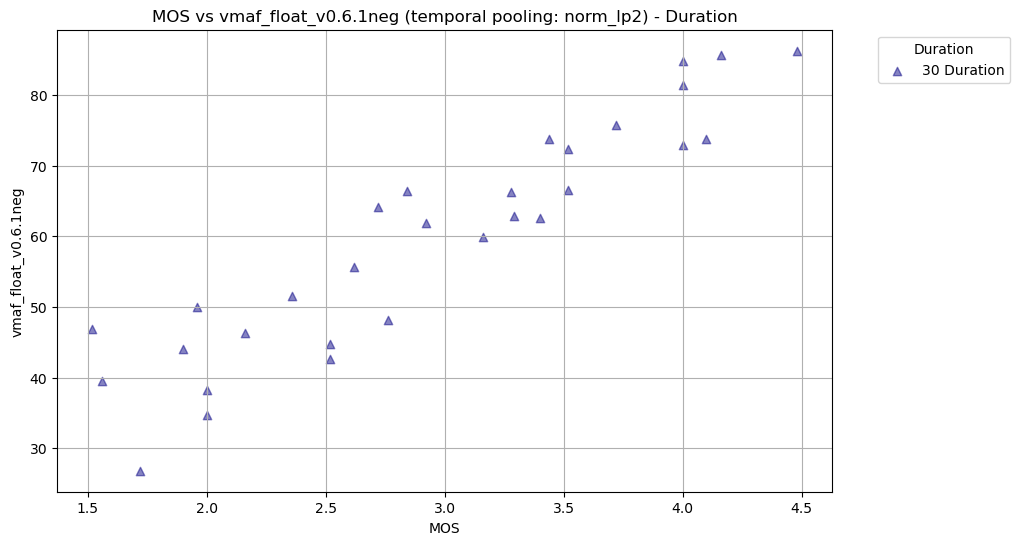 MOS vs vmaf_float_v0.6.1neg (temporal pooling: norm_lp2) - Duration
Duration
30 Duration
vmaf_float_v0.6.1neg
80
70
60
50
40
30
1.5 2.0 2.5 3.0 3.5 4.0 4.5
MOS